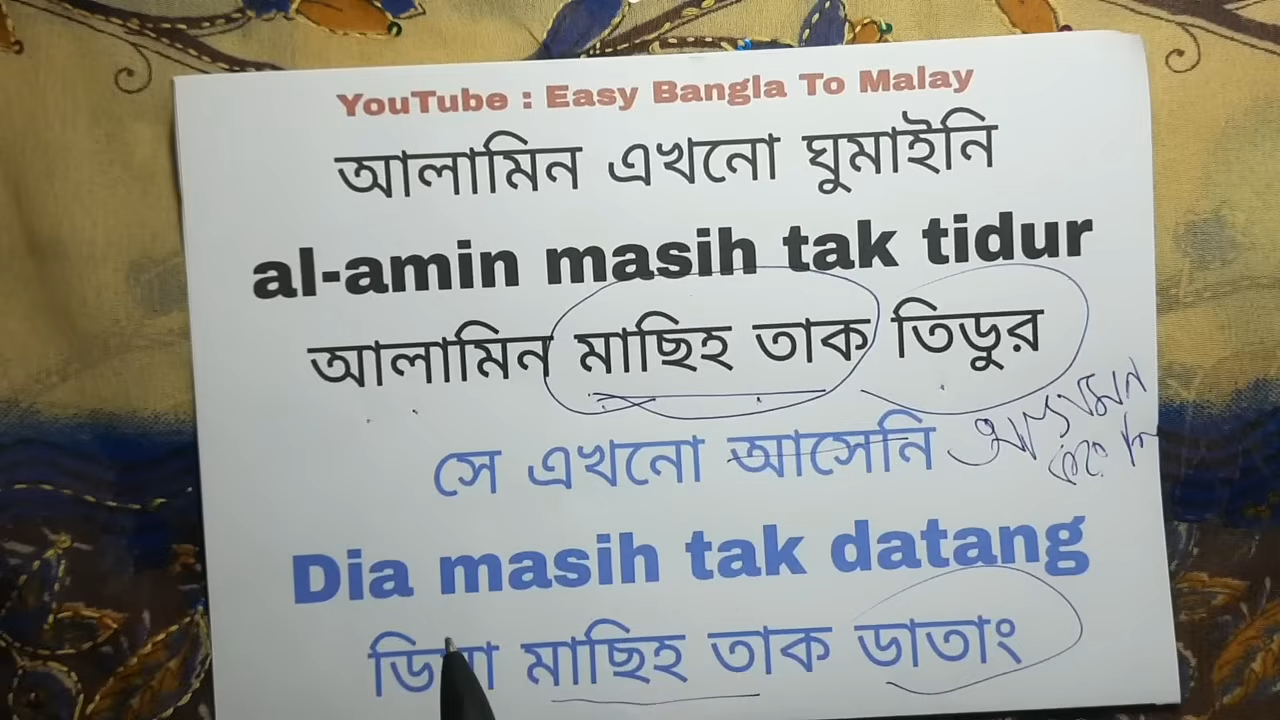 YouTube : Easy Bangla To Malay
আলামিন এখনো ঘুমাইনি
al-amin masih tak tidur
আলামিন মাছিহ তাক তিডুর
সে এখনো আসেনি
Dia masih tak datang
মাছিহ তাক ডাতাং